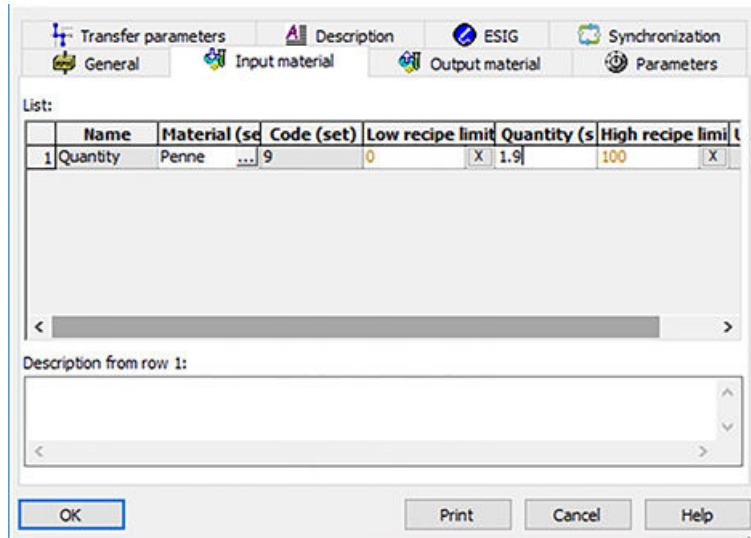 Transfer parameters Description ESIG Synchronization
General Input material Output material Parameters
List:
Name Material (se Code (set) Low recipe limit Quantity (s High recipe limi U
1 Quantity Penne ... 9 0 X 1.9 100 X
Description from row 1:
OK Print Cancel Help